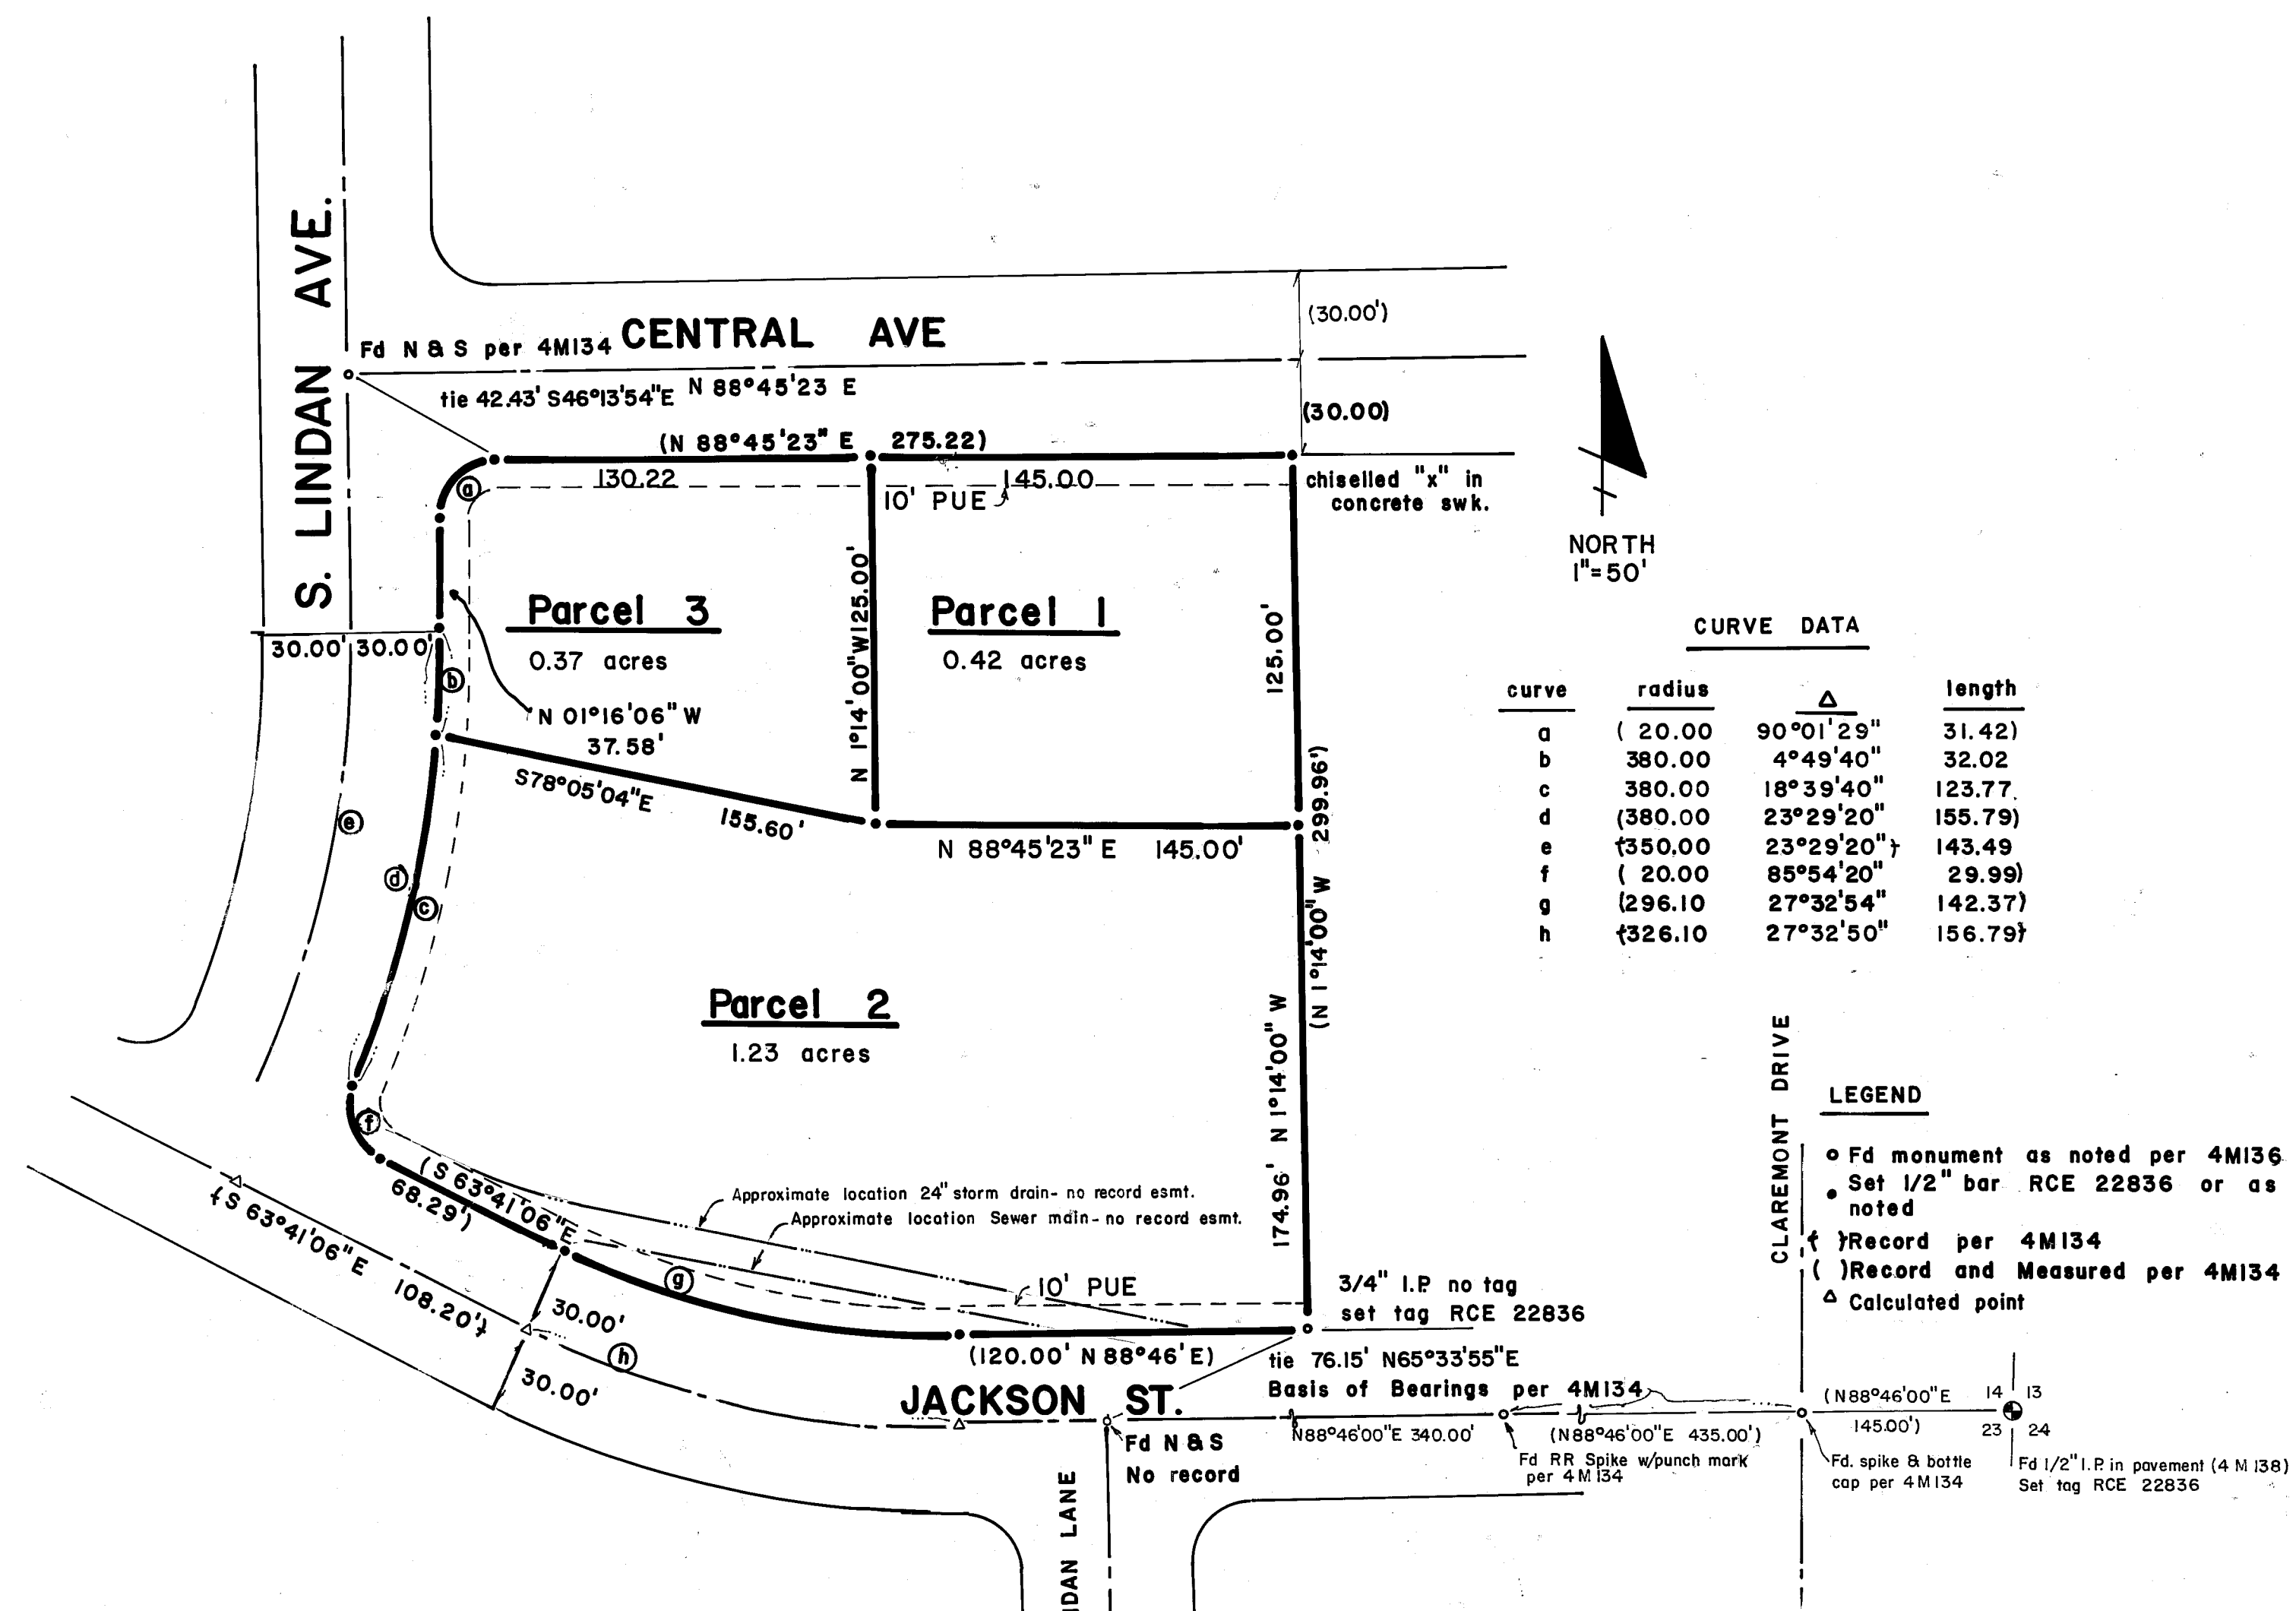 S. LINDAN AVE.
Fd N & S per 4M134
CENTRAL AVE
tie 42.43' S46°13'54"E
N 88°45'23 E
(30.00')
(30.00)
(N 88°45'23" E 275.22)
130.22
145.00
10' PUE
chiselled "x" in
concrete swk.
NORTH
1"=50'
a
Parcel 3
0.37 acres
Parcel 1
0.42 acres
N 1°14'00"W 125.00'
125.00'
30.00' 30.00'
b
N 01°16'06" W
37.58'
S78°05'04"E 155.60'
N 88°45'23" E 145.00'
(N 1°14'00"W 299.96')
e
d
c
CURVE DATA
curve radius Δ length
a ( 20.00 90°01'29" 31.42)
b 380.00 4°49'40" 32.02
c 380.00 18°39'40" 123.77
d (380.00 23°29'20" 155.79)
e {350.00 23°29'20"} 143.49
f ( 20.00 85°54'20" 29.99)
g (296.10 27°32'54" 142.37)
h {326.10 27°32'50" 156.79}
Parcel 2
1.23 acres
174.96' N 1°14'00" W
f
(S 63°41'06"E
68.29')
{S 63°41'06" E 108.20'}
Approximate location 24" storm drain- no record esmt.
Approximate location Sewer main- no record esmt.
g
10' PUE
30.00'
30.00'
h
3/4" I.P. no tag
set tag RCE 22836
(120.00' N 88°46' E)
tie 76.15' N65°33'55"E
JACKSON ST.
Basis of Bearings per 4M134
Fd N & S
No record
N88°46'00"E 340.00'
(N88°46'00"E 435.00')
Fd RR Spike w/punch mark
per 4M134
(N88°46'00"E
145.00')
14 13
23 24
Fd. spike & bottle
cap per 4M134
Fd 1/2" I.P. in pavement (4 M 138)
Set tag RCE 22836
CLAREMONT DRIVE
LEGEND
Fd monument as noted per 4M136
Set 1/2" bar RCE 22836 or as
noted
{ }Record per 4M134
( )Record and Measured per 4M134
Δ Calculated point
NDAN LANE